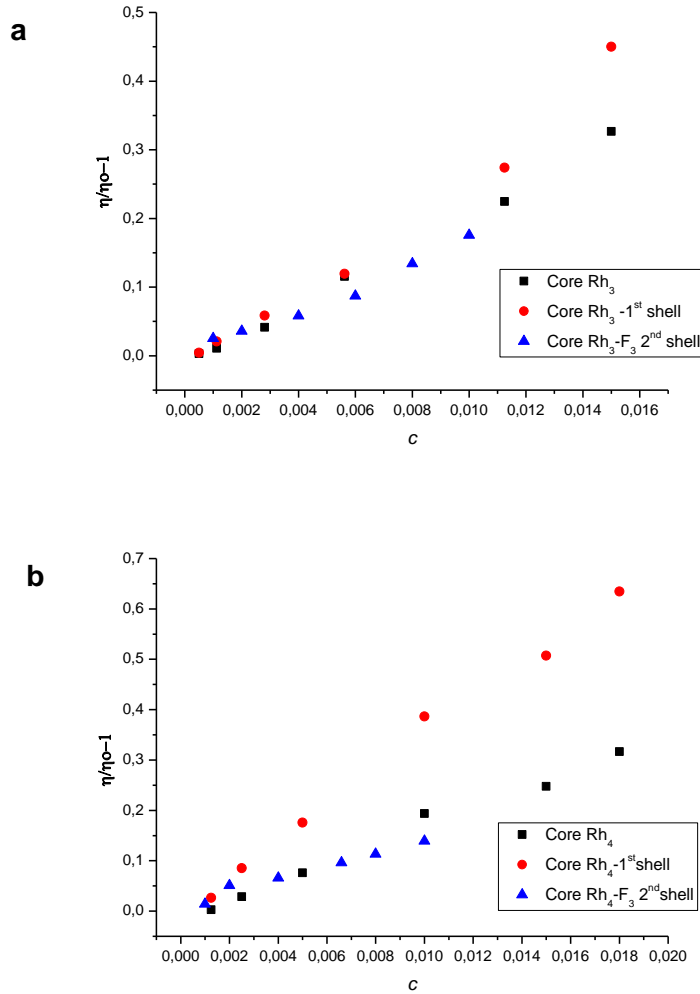 a
0,5
0,4
0,3
0,2
0,1
0,0
η/ηo–1
0,000 0,002 0,004 0,006 0,008 0,010 0,012 0,014 0,016
c
Core Rh3
Core Rh3 -1st shell
Core Rh3-F3 2nd shell
b
0,7
0,6
0,5
0,4
0,3
0,2
0,1
0,0
η/ηo–1
0,000 0,002 0,004 0,006 0,008 0,010 0,012 0,014 0,016 0,018 0,020
c
Core Rh4
Core Rh4-1st shell
Core Rh4-F3 2nd shell